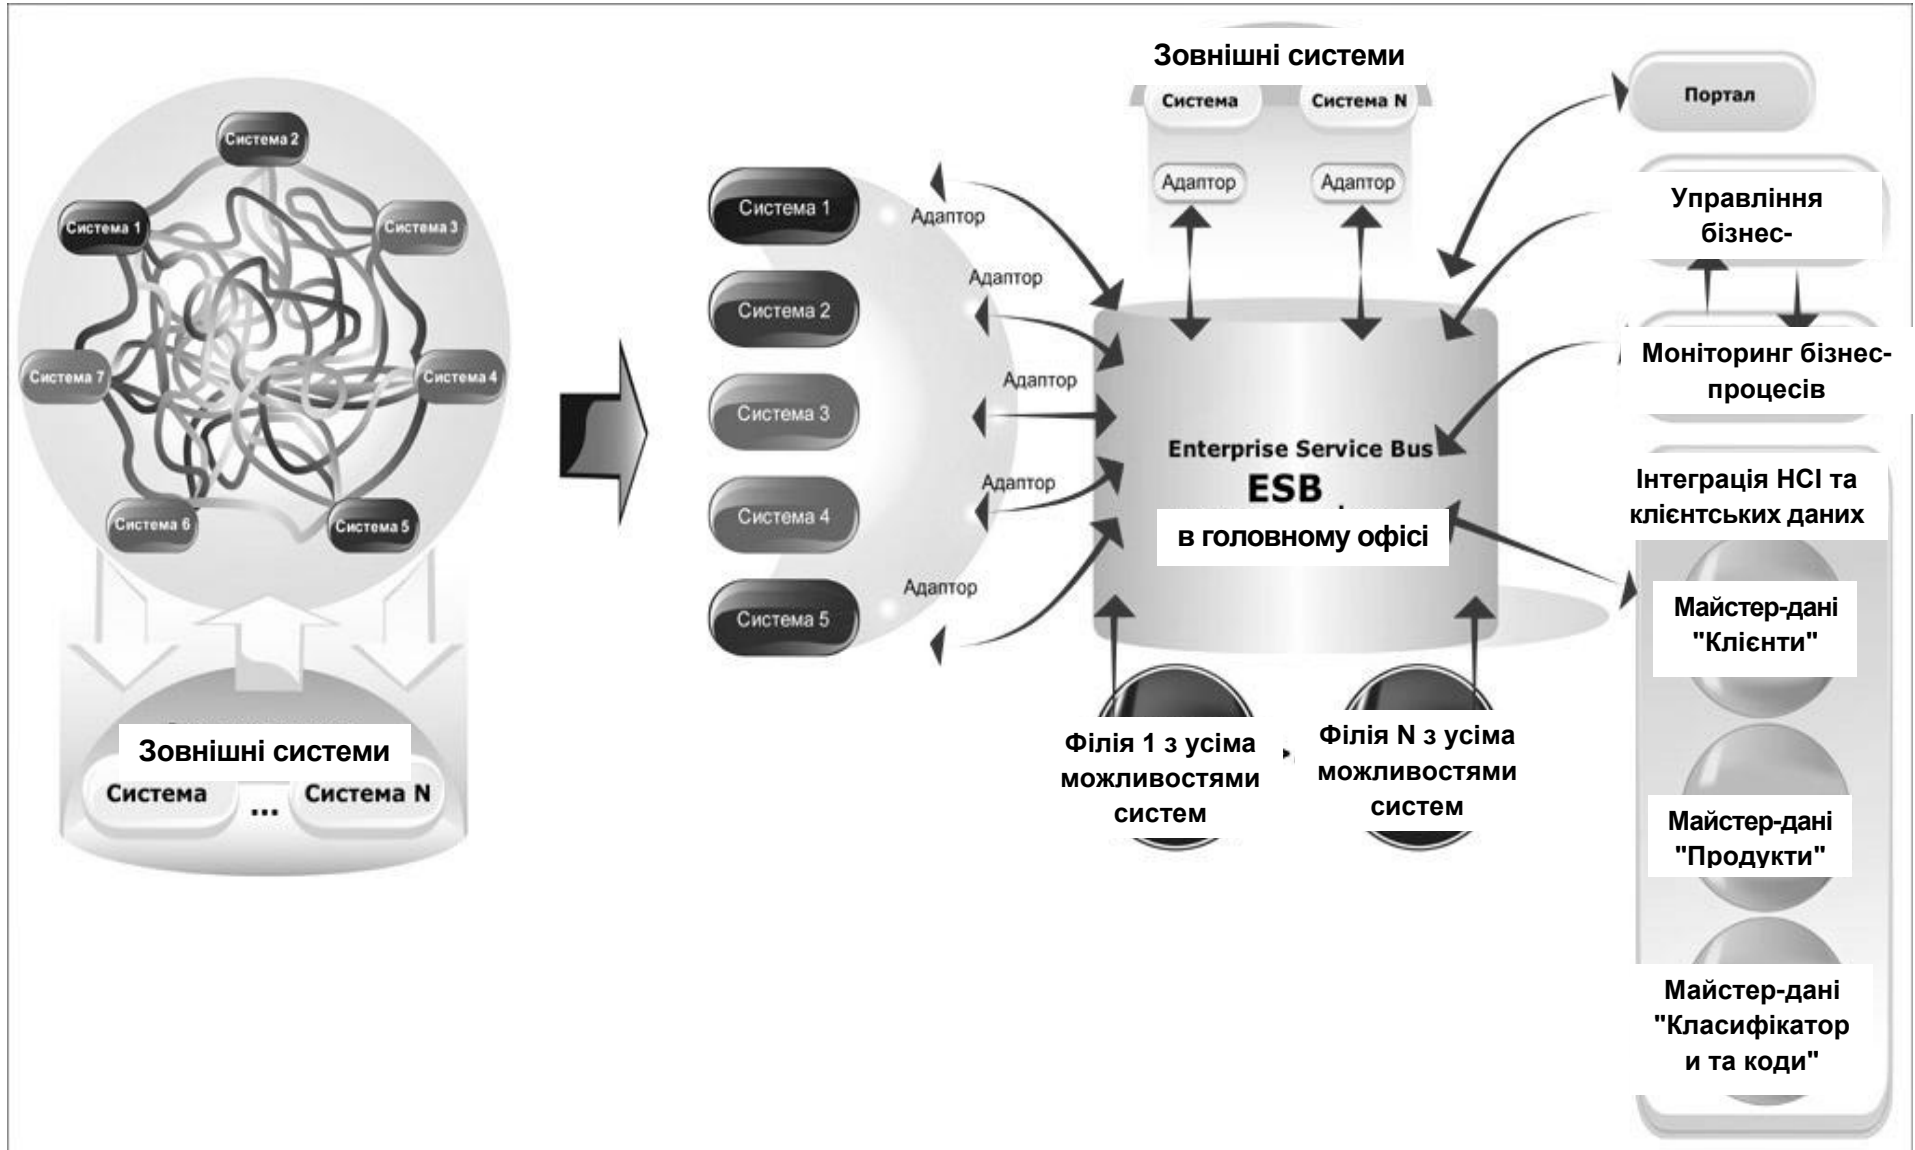 Система 2
Система 1
Система 3
Система 7
Система 4
Система 6
Система 5
Зовнішні системи
Система
...
Система N
Система 1
Система 2
Система 3
Система 4
Система 5
Адаптор
Адаптор
Адаптор
Адаптор
Адаптор
Зовнішні системи
Система
Система N
Адаптор
Адаптор
Enterprise Service Bus
ESB
в головному офісі
Філія 1 з усіма
можливостями
систем
Філія N з усіма
можливостями
систем
Портал
Управління
бізнес-
Моніторинг бізнес-
процесів
Інтеграція НСІ та
клієнтських даних
Майстер-дані
"Клієнти"
Майстер-дані
"Продукти"
Майстер-дані
"Класифікатор
и та коди"